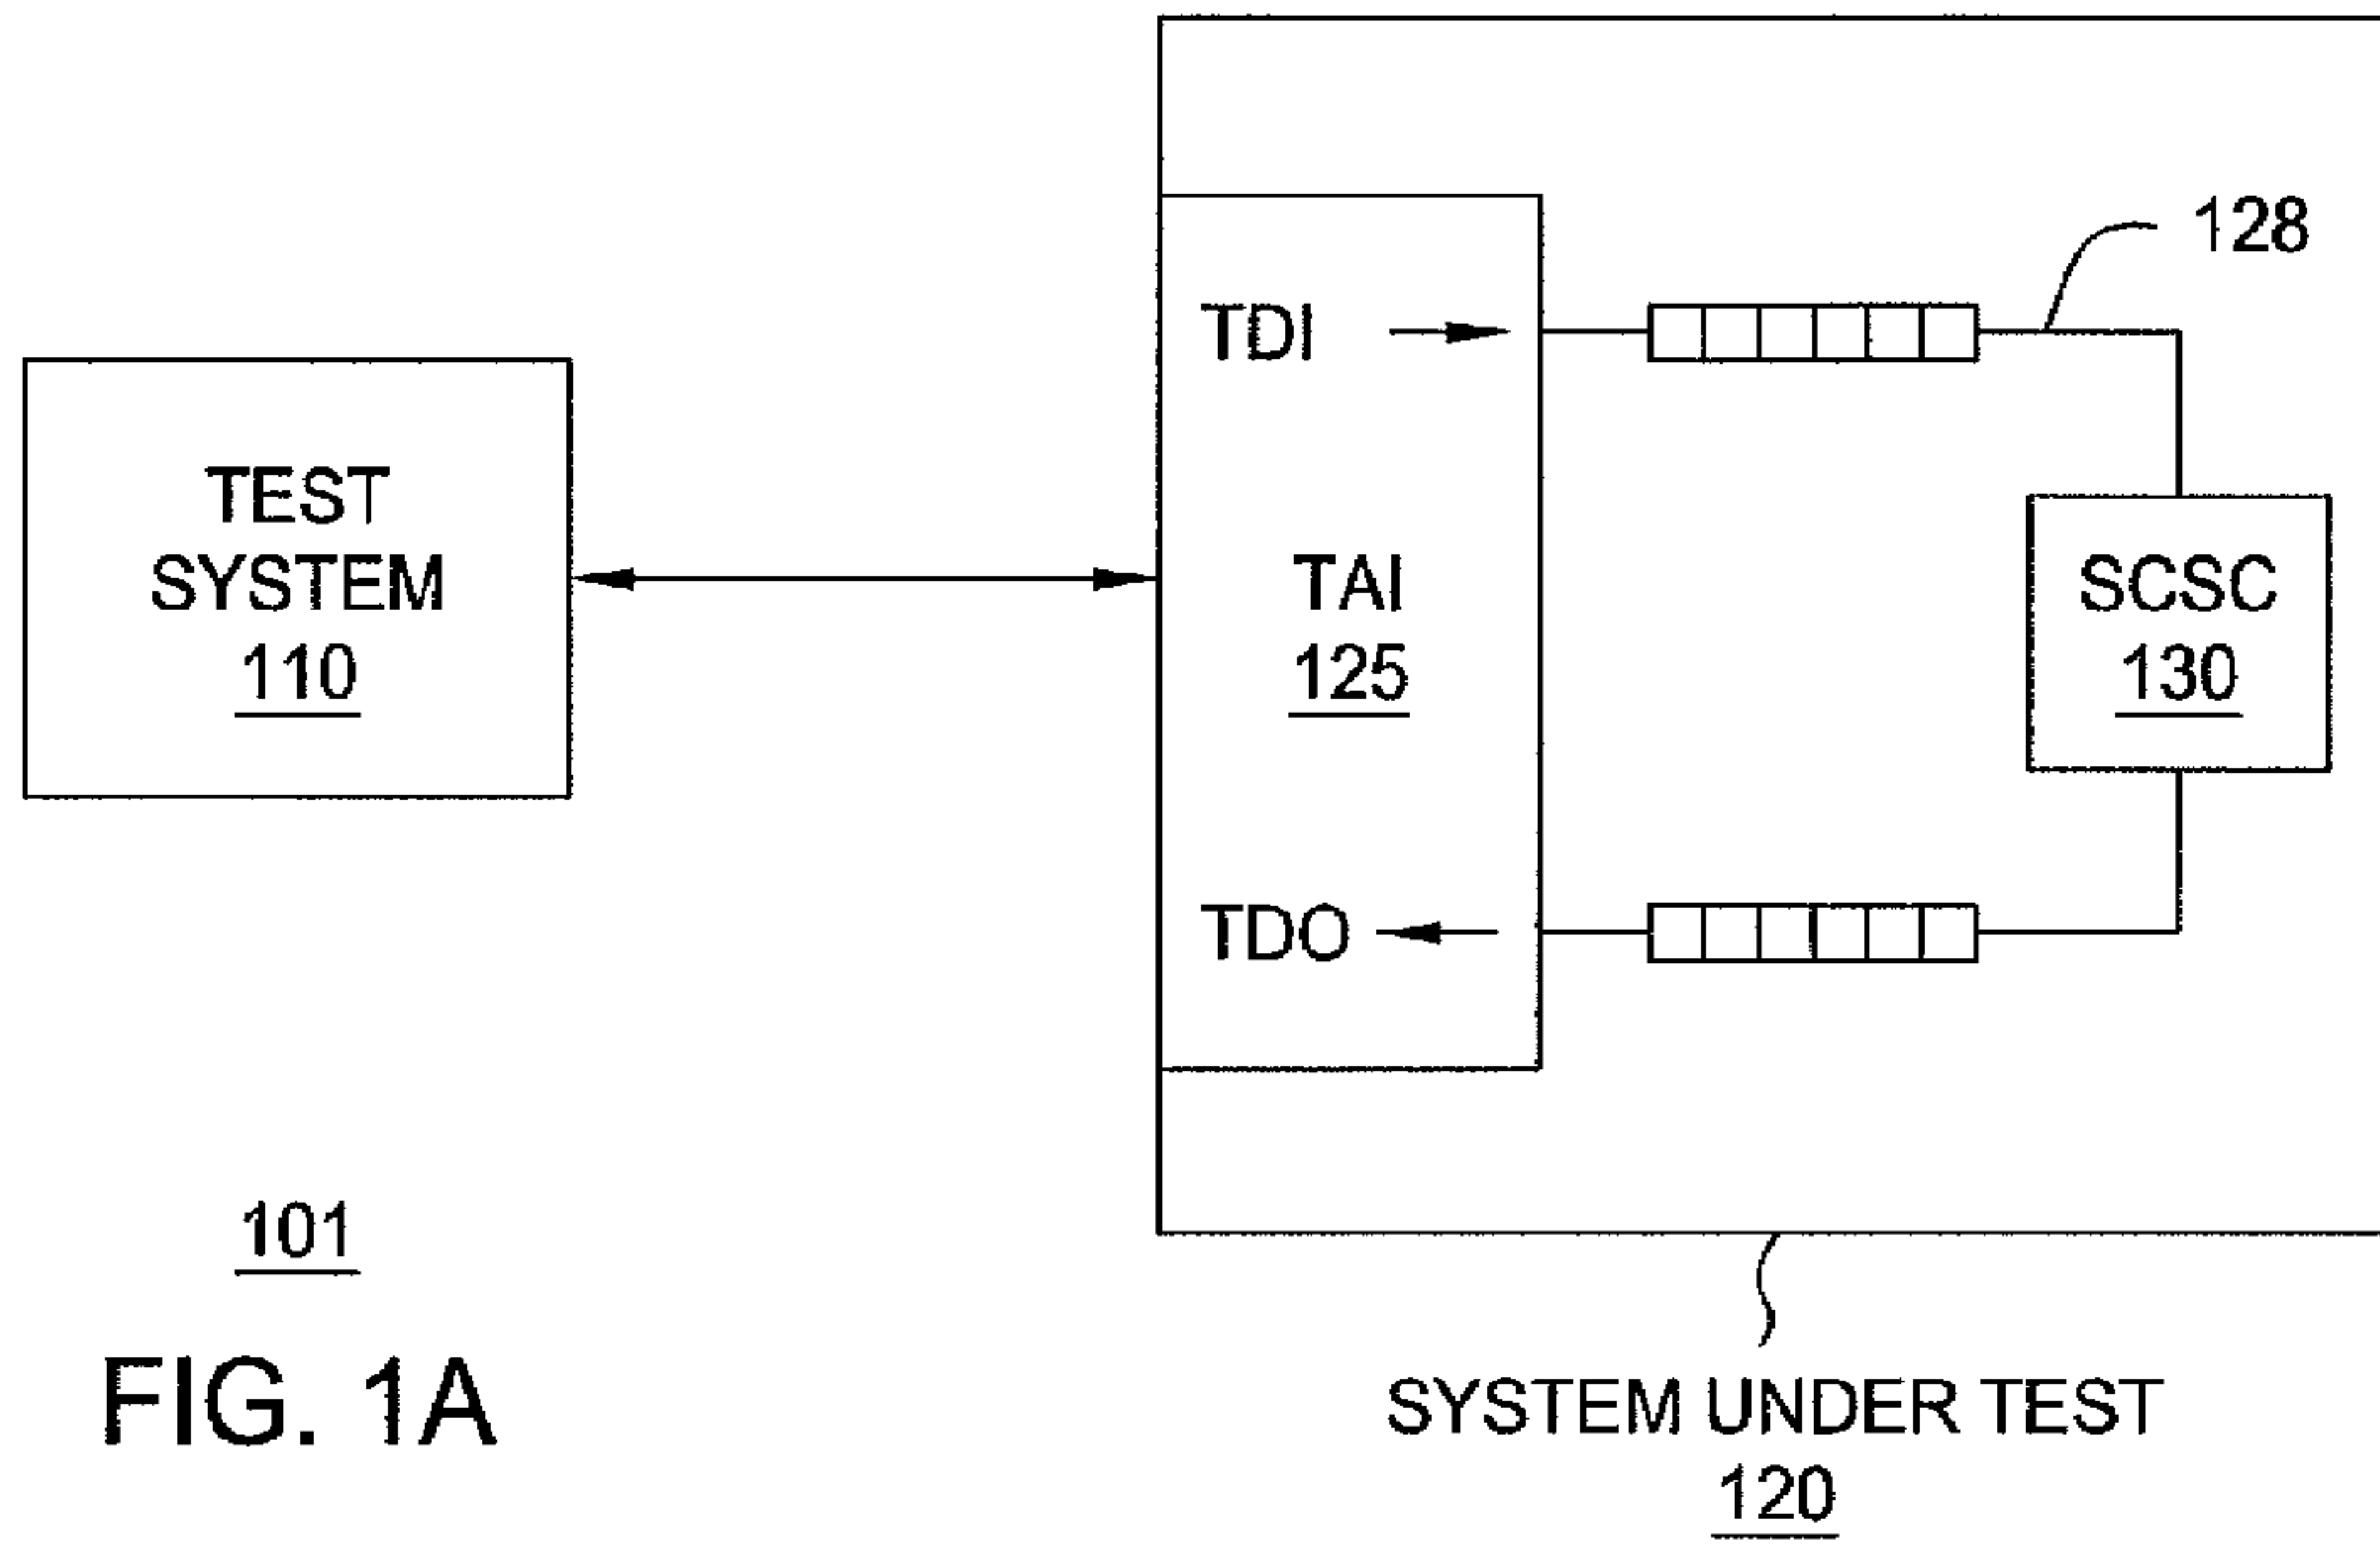 128
TDI
TEST
SYSTEM
110
TAI
125
SCSC
130
TDO
101
FIG. 1A
SYSTEM UNDER TEST
120